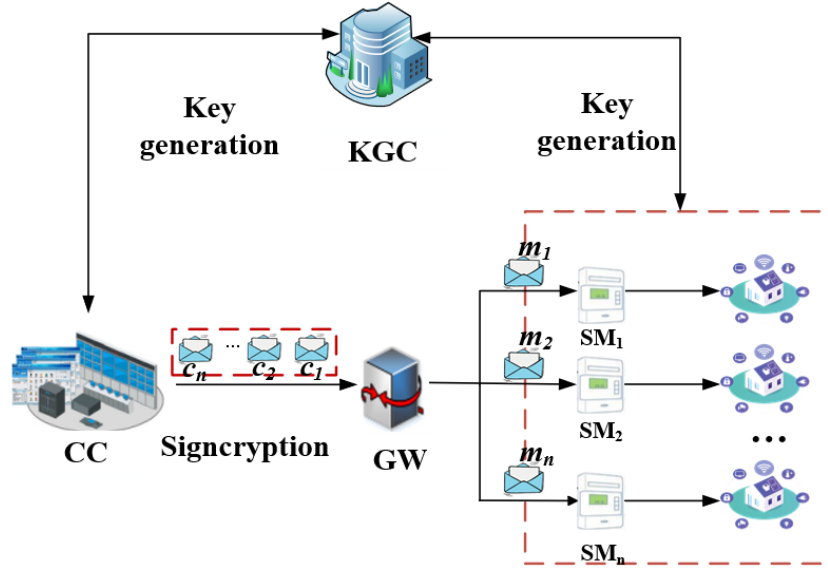 Key
generation
KGC
Key
generation
m1
SM1
cn ... c2 c1
m2
SM2
CC
Signcryption
GW
...
mn
SMn